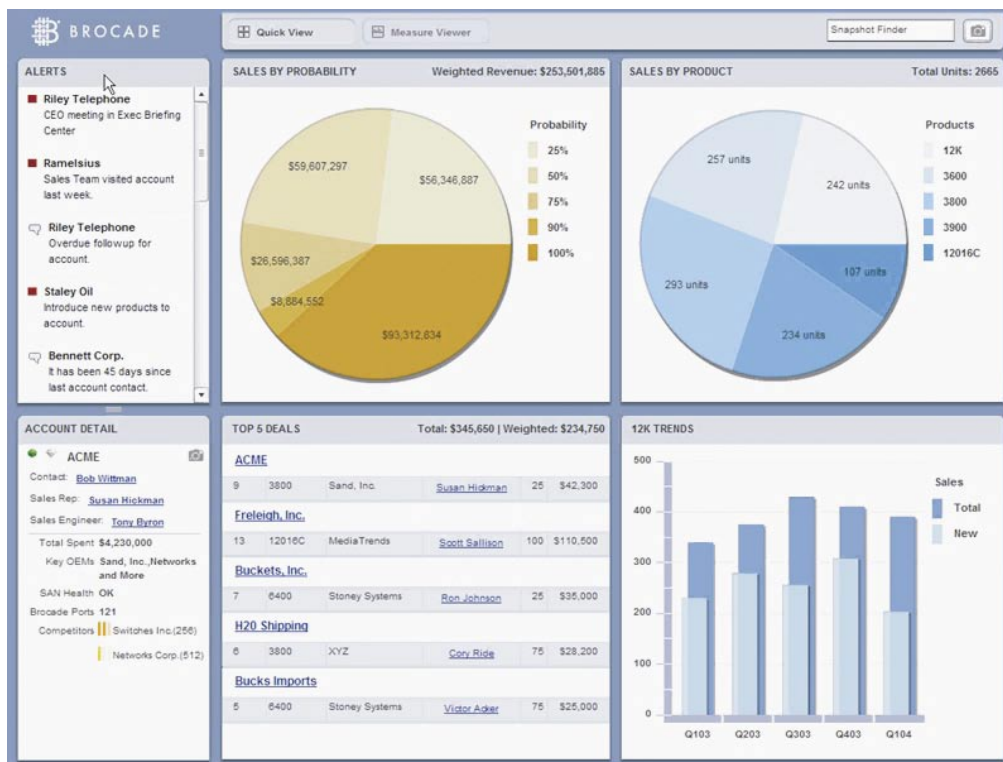 BROCADE
Quick View
Measure Viewer
Snapshot Finder
ALERTS
Riley Telephone
CEO meeting in Exec Briefing
Center
Ramelsius
Sales Team visited account
last week.
Riley Telephone
Overdue followup for
account.
Staley Oil
Introduce new products to
account.
Bennett Corp.
It has been 45 days since
last account contact.
SALES BY PROBABILITY Weighted Revenue: $253,501,885
$59,607,297
$56,346,887
$26,596,387
$8,884,552
$93,312,834
Probability
25%
50%
75%
90%
100%
SALES BY PRODUCT Total Units: 2665
257 units
242 units
293 units
107 units
234 units
Products
12K
3600
3800
3900
12016C
ACCOUNT DETAIL
ACME
Contact: Bob Wittman
Sales Rep: Susan Hickman
Sales Engineer: Tony Byron
Total Spent $4,230,000
Key OEMs Sand, Inc.,Networks
and More
SAN Health OK
Brocade Ports 121
Competitors Switches Inc.(256)
Networks Corp.(512)
TOP 5 DEALS Total: $345,650 | Weighted: $234,750
ACME
9 3800 Sand, Inc. Susan Hickman 25 $42,300
Freleigh, Inc.
13 12016C MediaTrends Scott Sallison 100 $110,500
Buckets, Inc.
7 6400 Stoney Systems Ron Johnson 25 $35,000
H20 Shipping
6 3800 XYZ Cory Ride 75 $28,200
Bucks Imports
5 6400 Stoney Systems Victor Acker 75 $25,000
12K TRENDS
500
400
300
200
100
0
Q103 Q203 Q303 Q403 Q104
Sales
Total
New